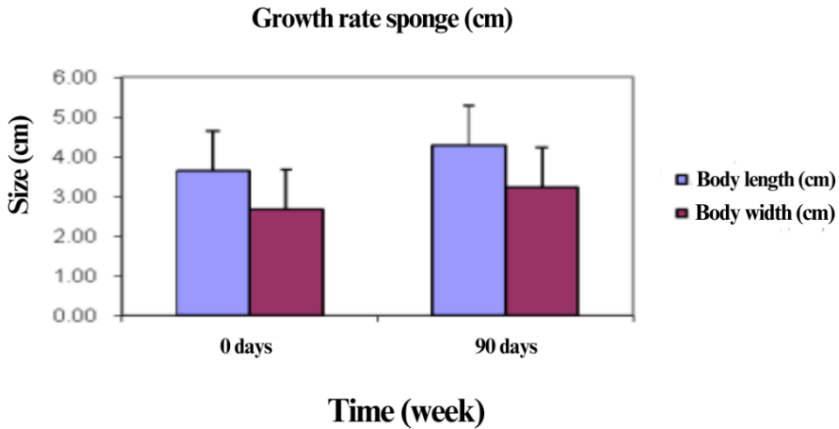 Growth rate sponge (cm)
6.00
5.00
4.00
3.00
2.00
1.00
0.00
Size (cm)
0 days
90 days
Time (week)
Body length (cm)
Body width (cm)